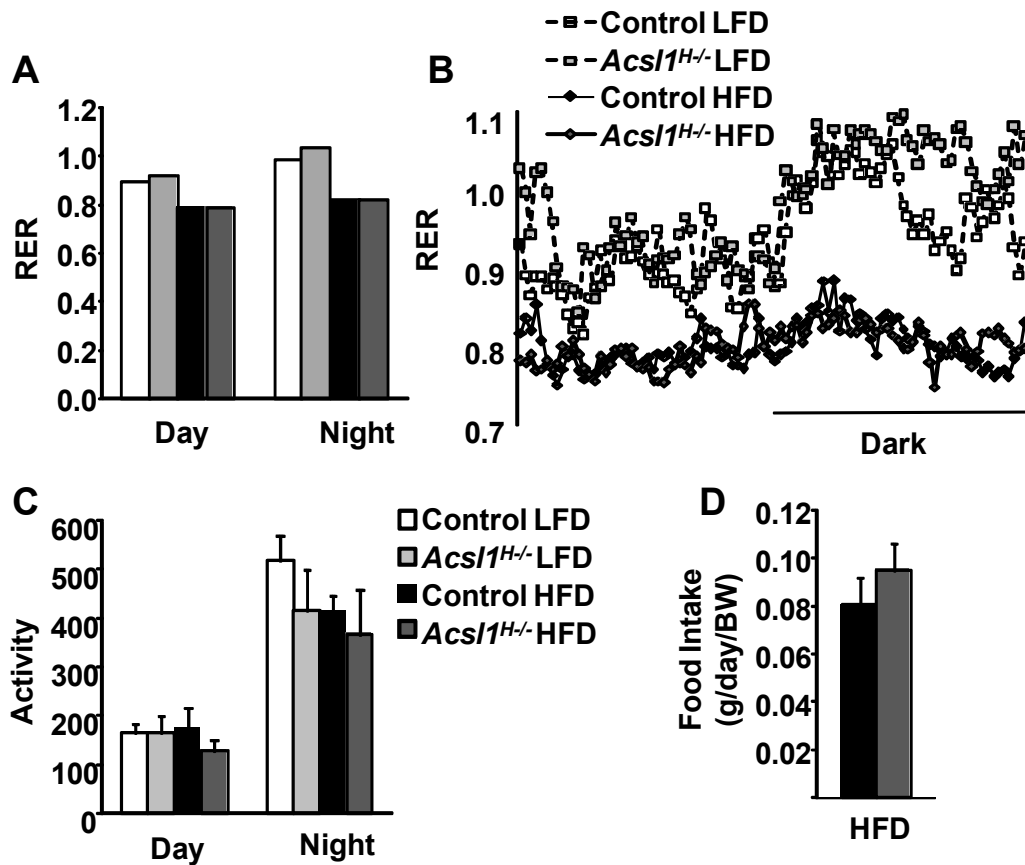 A
RER
1.2
1.0
0.8
0.6
0.4
0.2
0.0
Day Night
B
Control LFD
Acsl1H-/- LFD
Control HFD
Acsl1H-/- HFD
RER
1.1
1.0
0.9
0.8
0.7
Dark
C
Activity
600
500
400
300
200
100
0
Day Night
Control LFD
Acsl1H-/- LFD
Control HFD
Acsl1H-/- HFD
D
Food Intake
(g/day/BW)
0.12
0.10
0.08
0.06
0.04
0.02
HFD